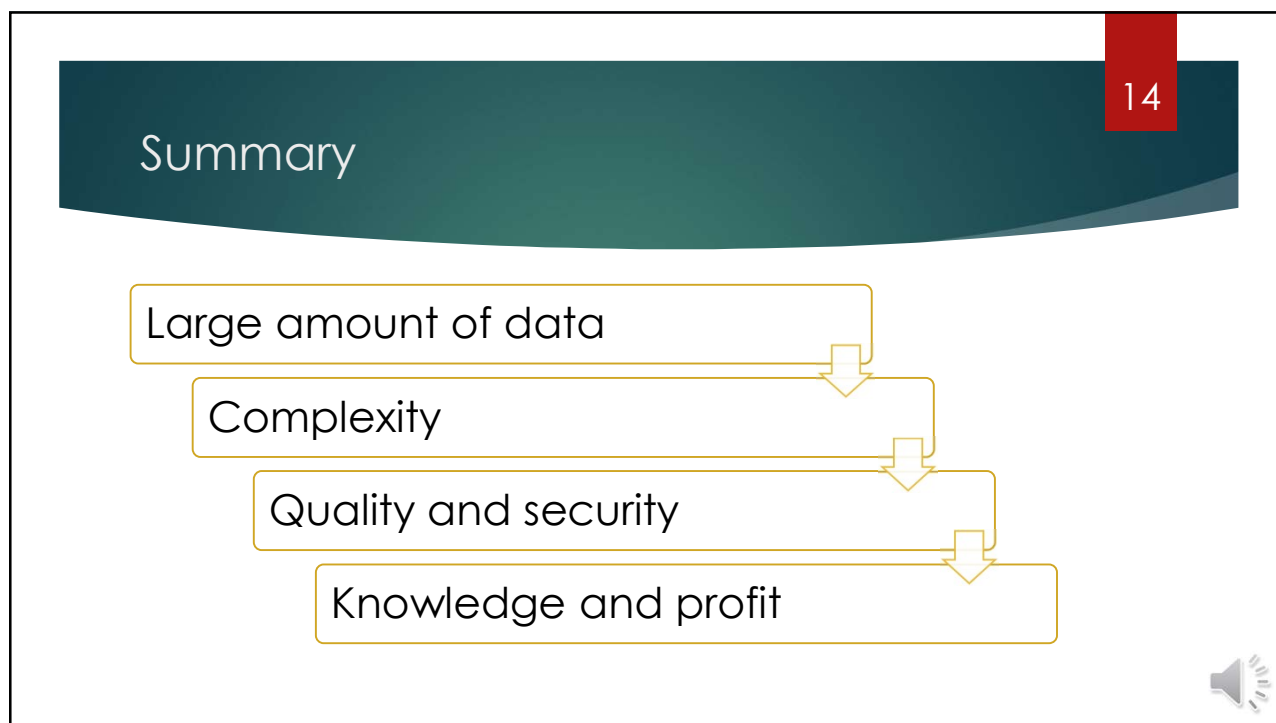 14
Summary
Large amount of data
Complexity
Quality and security
Knowledge and profit